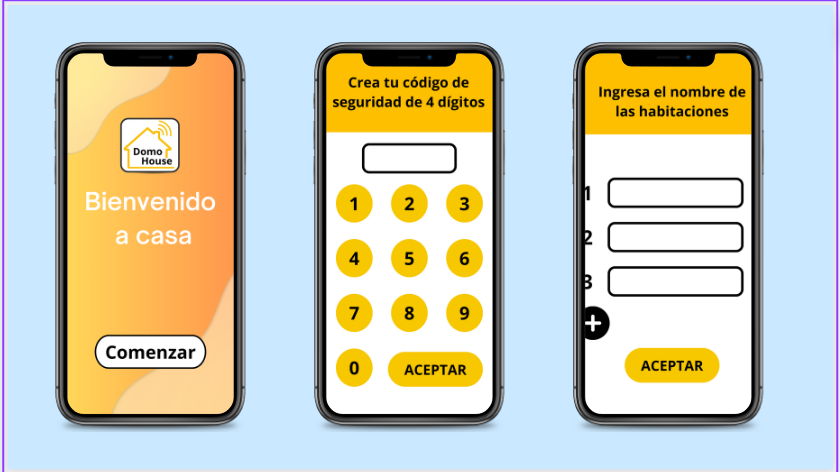 Domo
House
Bienvenido
a casa
Comenzar
Crea tu código de
seguridad de 4 dígitos
1 2 3
4 5 6
7 8 9
0 ACEPTAR
Ingresa el nombre de
las habitaciones
1
2
3
+
ACEPTAR